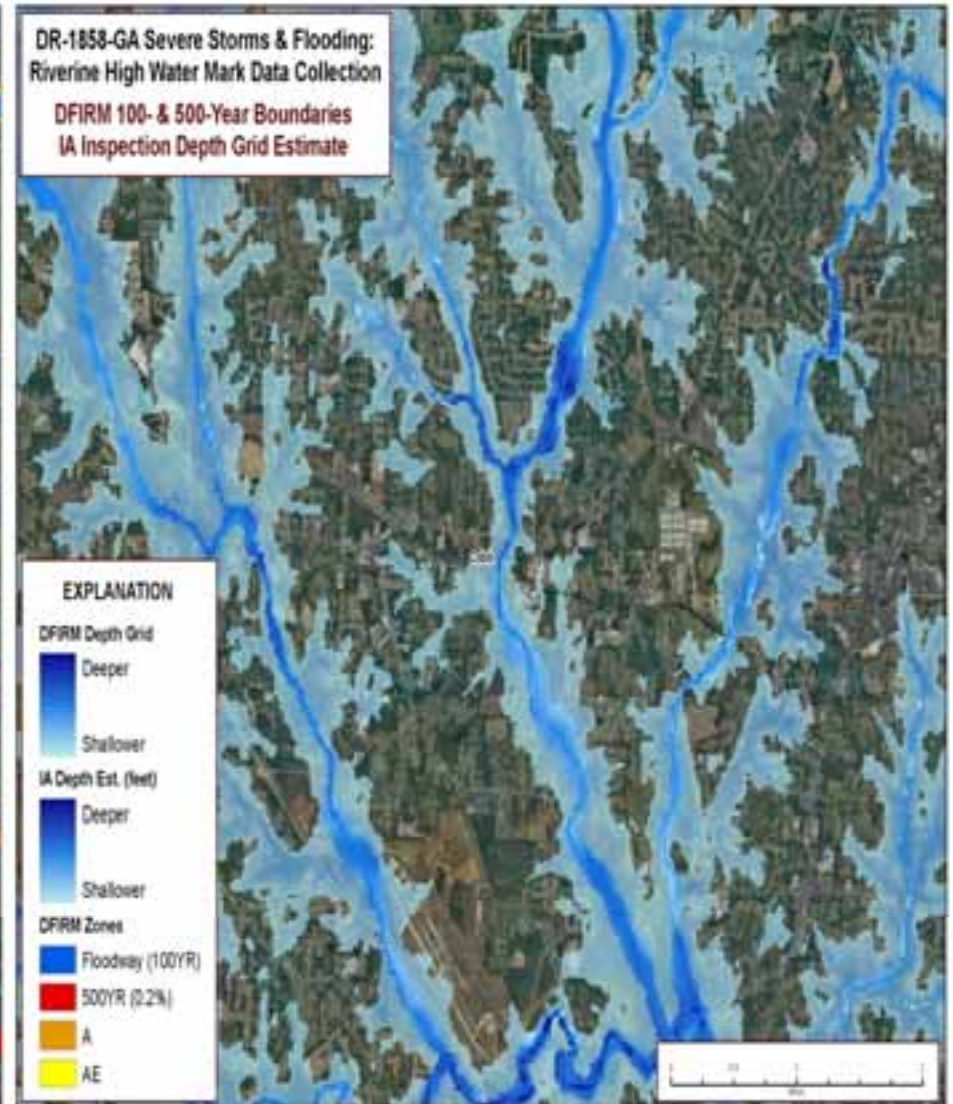 DR-1858-GA Severe Storms & Flooding:
Riverine High Water Mark Data Collection
DFIRM 100- & 500-Year Boundaries
IA Inspection Depth Grid Estimate
EXPLANATION
DFIRM Depth Grid
Deeper
Shallower
IA Depth Est. (feet)
Deeper
Shallower
DFIRM Zones
Floodway (100YR)
500YR (0.2%)
A
AE